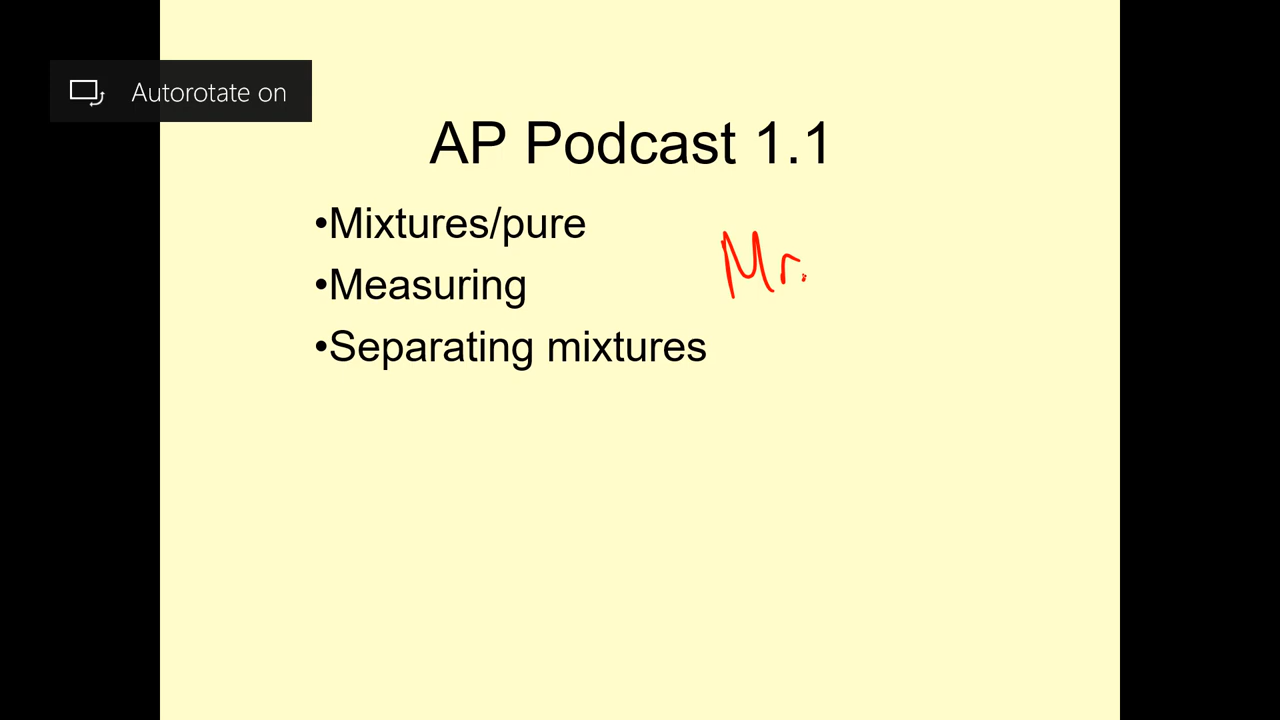 Autorotate on
AP Podcast 1.1
•Mixtures/pure
•Measuring
•Separating mixtures
Mr.